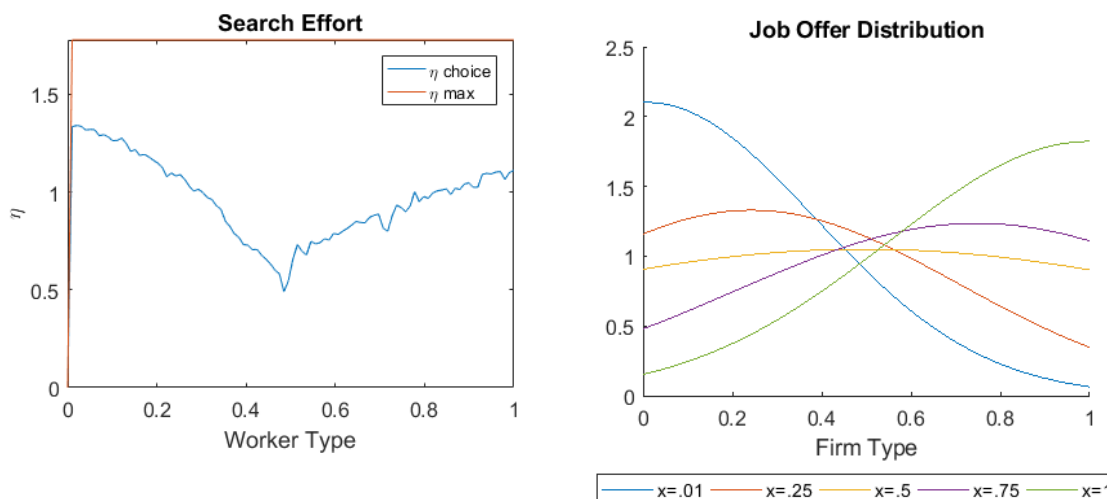 Search Effort
η choice
η max
1.5
1
0.5
0
η
0 0.2 0.4 0.6 0.8 1
Worker Type
Job Offer Distribution
2.5
2
1.5
1
0.5
0
0 0.2 0.4 0.6 0.8 1
Firm Type
x=.01 x=.25 x=.5 x=.75 x=1